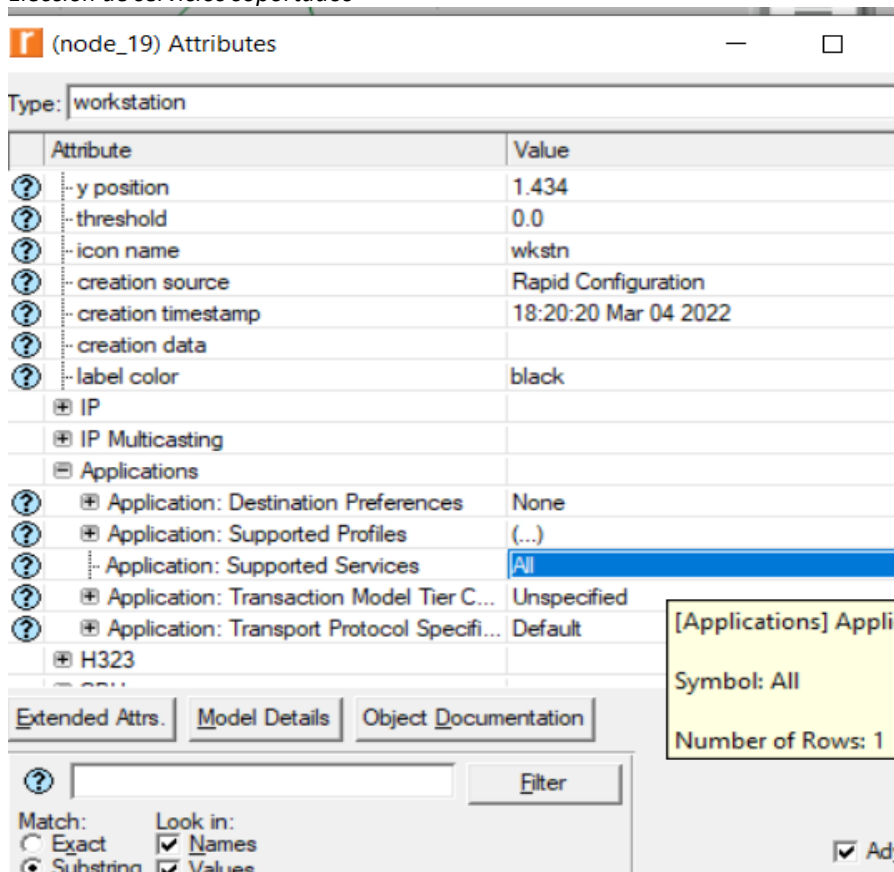 Elección de servicios soportados
(node_19) Attributes
Type: workstation
Attribute Value
y position 1.434
threshold 0.0
icon name wkstn
creation source Rapid Configuration
creation timestamp 18:20:20 Mar 04 2022
creation data
label color black
IP
IP Multicasting
Applications
Application: Destination Preferences None
Application: Supported Profiles (...)
Application: Supported Services All
Application: Transaction Model Tier C... Unspecified
Application: Transport Protocol Specifi... Default
H323
[Applications] Appli
Symbol: All
Number of Rows: 1
Extended Attrs. Model Details Object Documentation
Filter
Match: Look in:
Exact Names
Substring Values